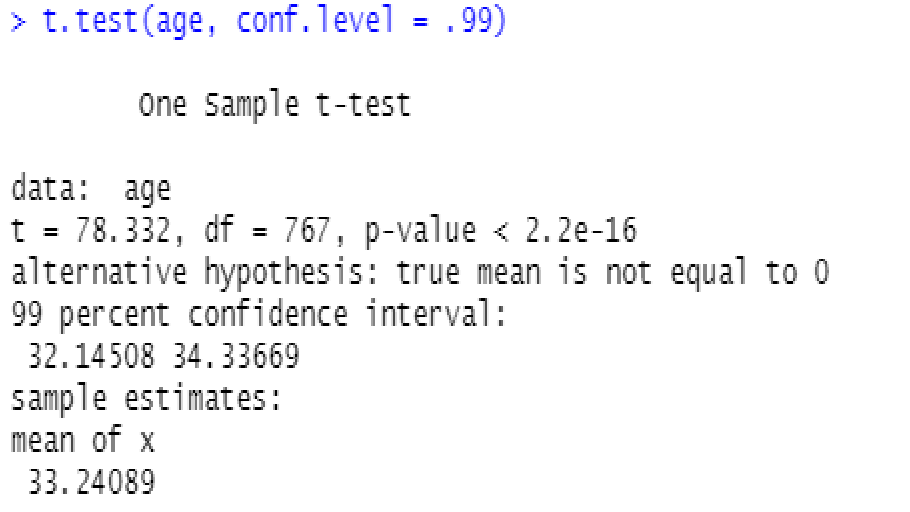 > t.test(age, conf.level = .99)
One Sample t-test
data: age
t = 78.332, df = 767, p-value < 2.2e-16
alternative hypothesis: true mean is not equal to 0
99 percent confidence interval:
32.14508 34.33669
sample estimates:
mean of x
33.24089